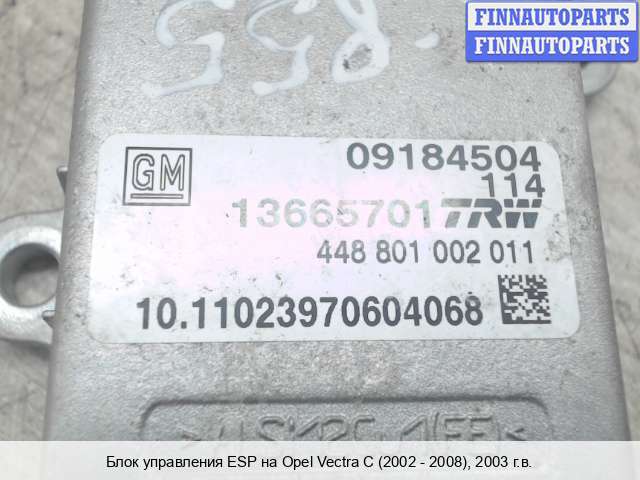 FINNAUTOPARTS
FINNAUTOPARTS
855
GM
09184504
114
13665701 TRW
448 801 002 011
10.11023970604068
Блок управления ESP на Opel Vectra C (2002 - 2008), 2003 г.в.